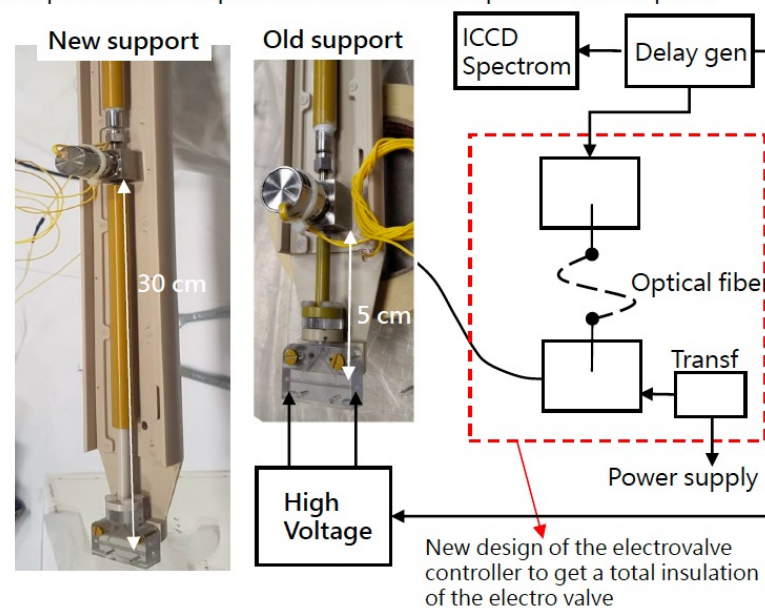 New support
Old support
ICCD
Spectrom
Delay gen
30 cm
5 cm
Optical fiber
Transf
Power supply
High
Voltage
New design of the electrovalve
controller to get a total insulation
of the electro valve